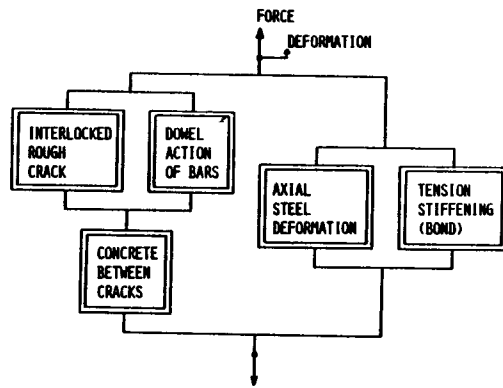 FORCE
DEFORMATION
INTERLOCKED
ROUGH
CRACK
DOWEL
ACTION
OF BARS
CONCRETE
BETWEEN
CRACKS
AXIAL
STEEL
DEFORMATION
TENSION
STIFFENING
(BOND)